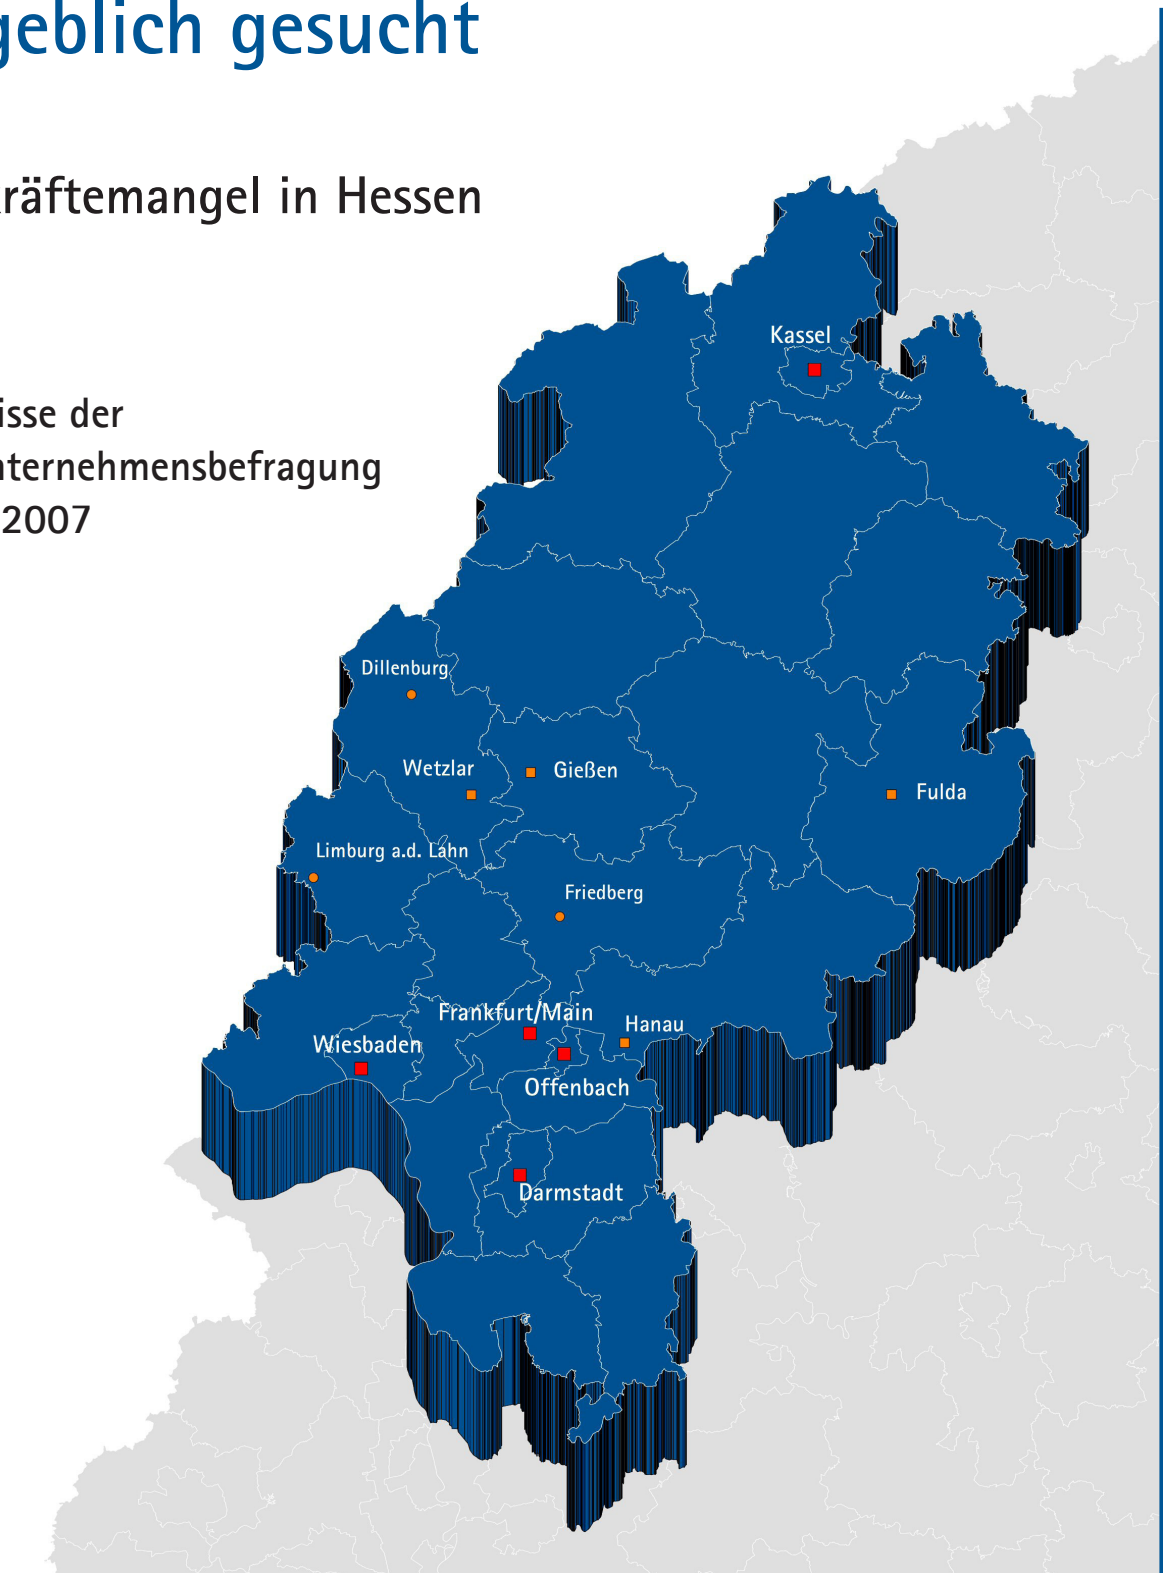 geblich gesucht
kräftemangel in Hessen
isse der
nternehmensbefragung
2007
Kassel
Dillenburg
Wetzlar
Gießen
Fulda
Limburg a.d. Lahn
Friedberg
Frankfurt/Main
Hanau
Wiesbaden
Offenbach
Darmstadt